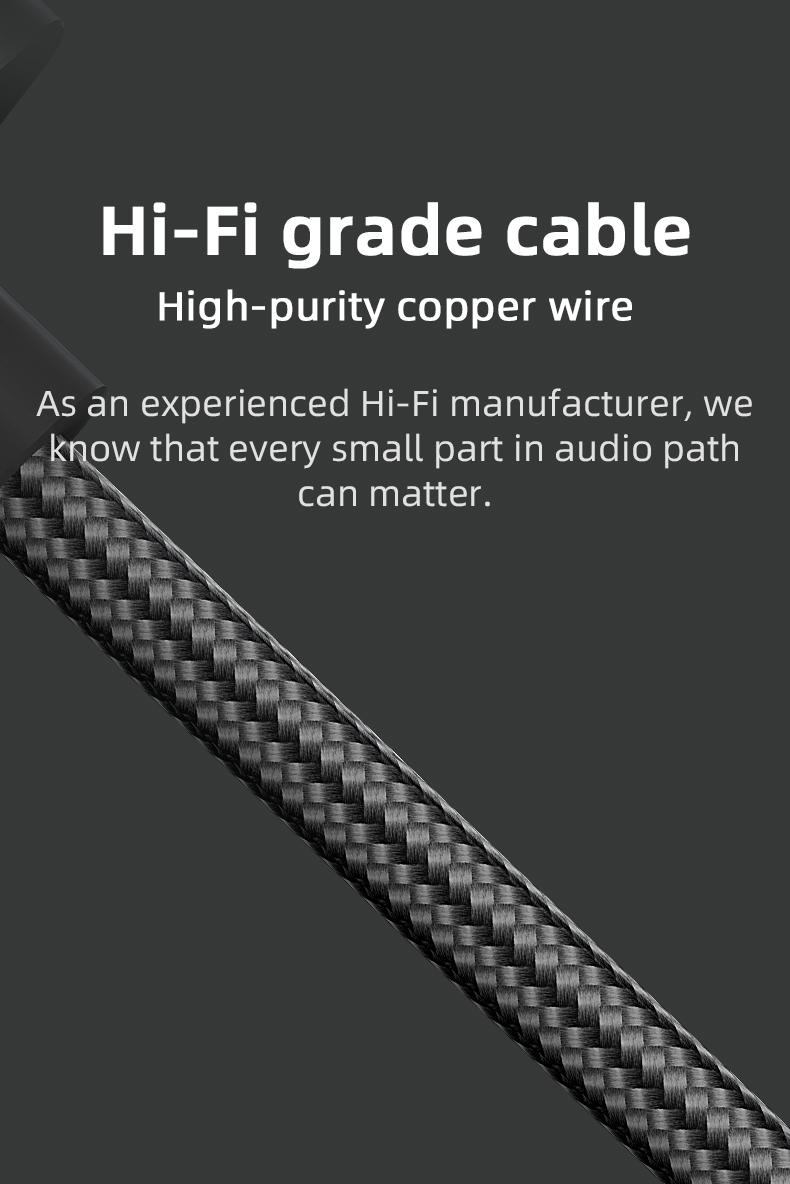 Hi-Fi grade cable
High-purity copper wire
As an experienced Hi-Fi manufacturer, we
know that every small part in audio path
can matter.